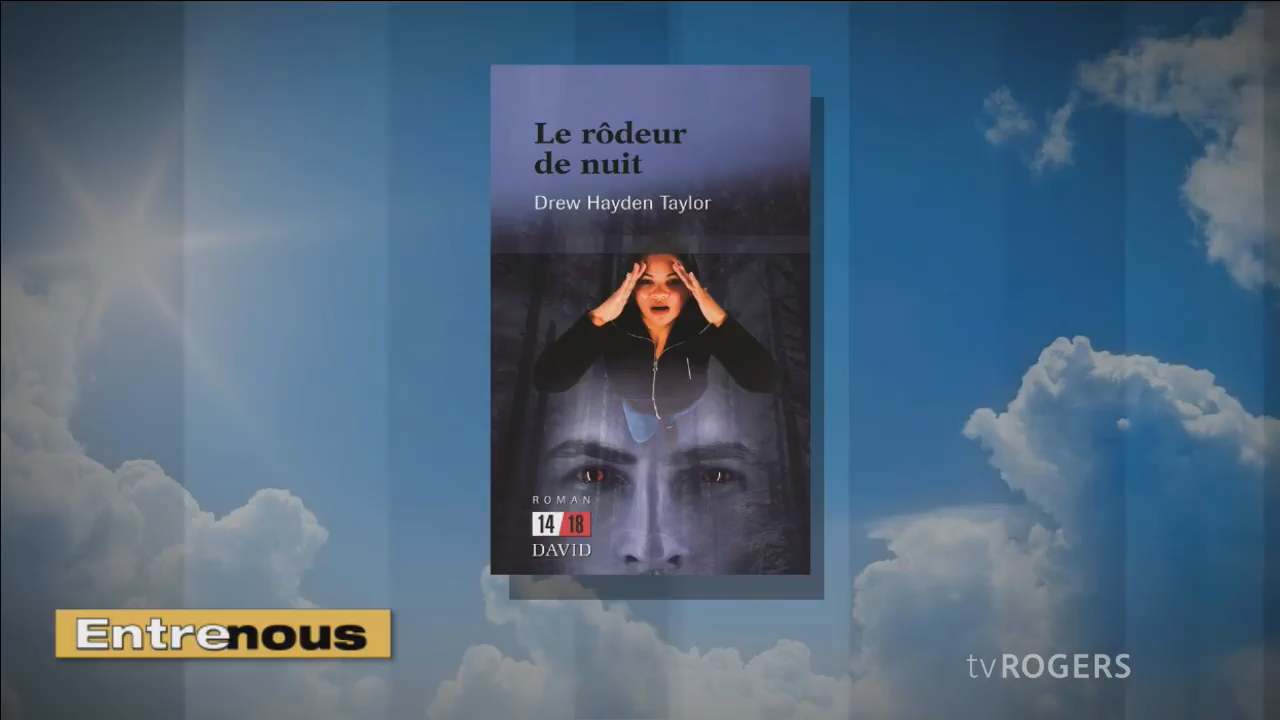 Le rôdeur
de nuit
Drew Hayden Taylor
ROMAN
14/18
DAVID
Entrenous
tvROGERS